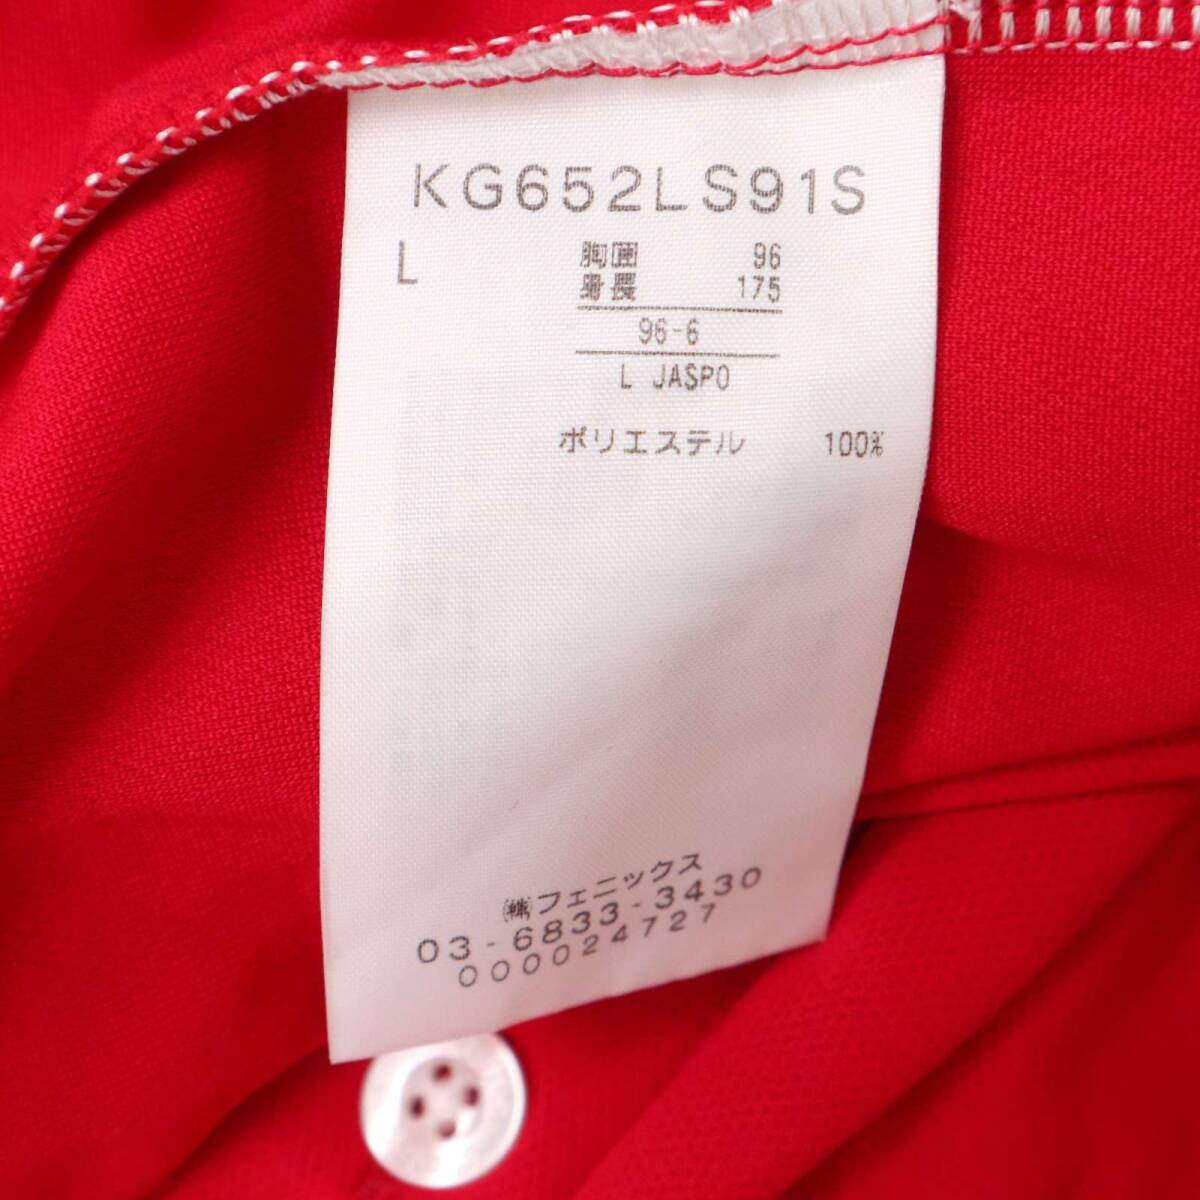 KG652LS91S
L 胸囲 96
身長 175
96-6
L JASPO
ポリエステル 100%
㈱フェニックス
03-6833-3430
000024727